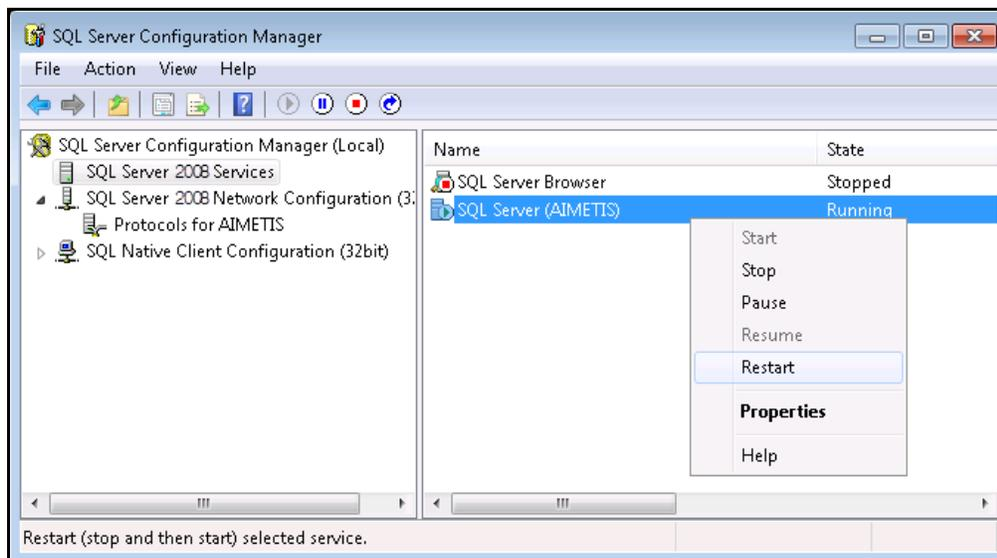 SQL Server Configuration Manager
File Action View Help
SQL Server Configuration Manager (Local)
SQL Server 2008 Services
SQL Server 2008 Network Configuration (3
Protocols for AIMETIS
SQL Native Client Configuration (32bit)
Name State
SQL Server Browser Stopped
SQL Server (AIMETIS) Running
Start
Stop
Pause
Resume
Restart
Properties
Help
Restart (stop and then start) selected service.